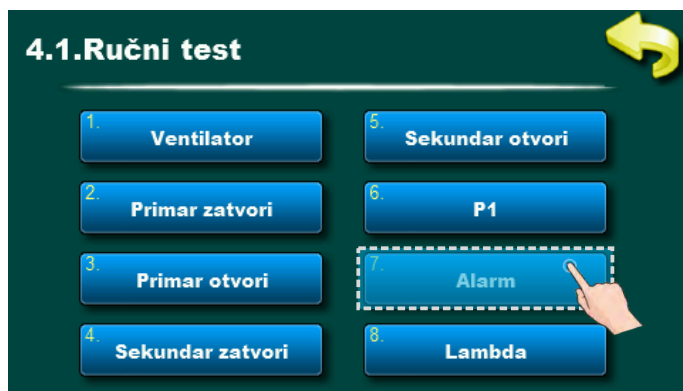 4.1.Ručni test
1. Ventilator
2. Primar zatvori
3. Primar otvori
4. Sekundar zatvori
5. Sekundar otvori
6. P1
7. Alarm
8. Lambda